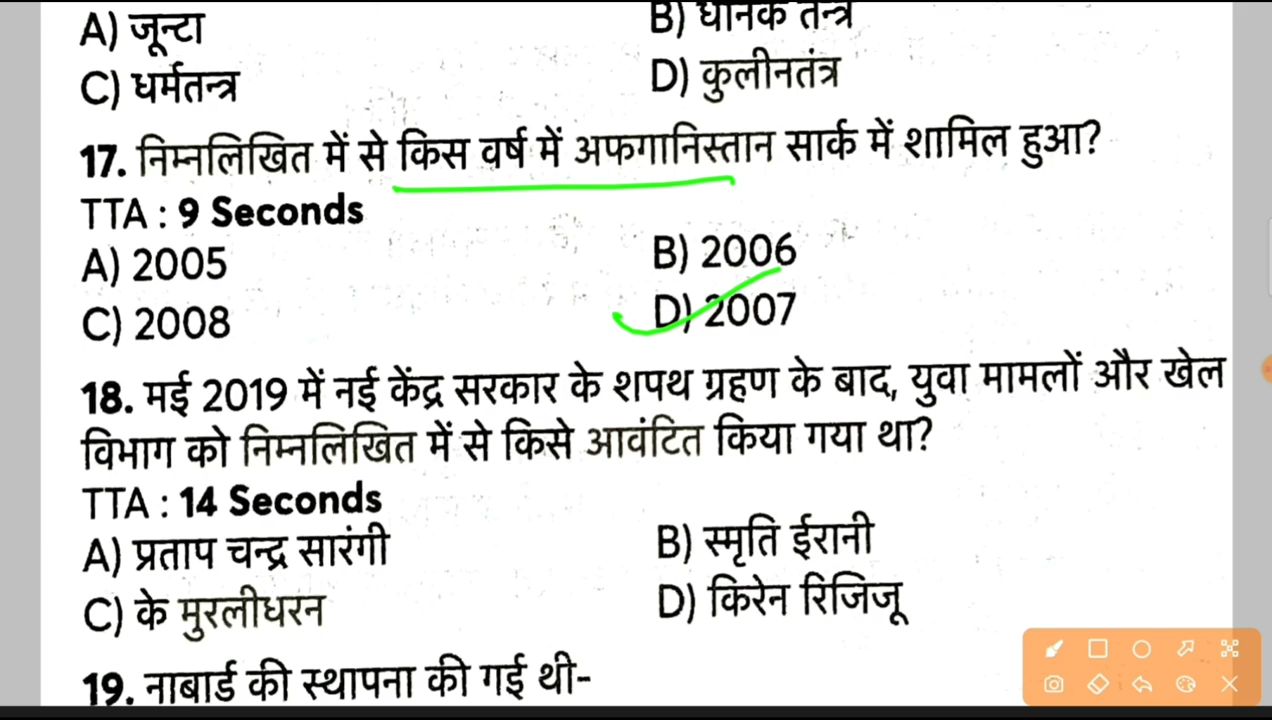 A) जून्टा
B) धनिक तन्त्र
C) धर्मतन्त्र
D) कुलीनतंत्र
17. निम्नलिखित में से किस वर्ष में अफगानिस्तान सार्क में शामिल हुआ?
TTA : 9 Seconds
A) 2005
B) 2006
C) 2008
D) 2007
18. मई 2019 में नई केंद्र सरकार के शपथ ग्रहण के बाद, युवा मामलों और खेल
विभाग को निम्नलिखित में से किसे आवंटित किया गया था?
TTA : 14 Seconds
A) प्रताप चन्द्र सारंगी
B) स्मृति ईरानी
C) के मुरलीधरन
D) किरेन रिजिजू
19. नाबार्ड की स्थापना की गई थी-